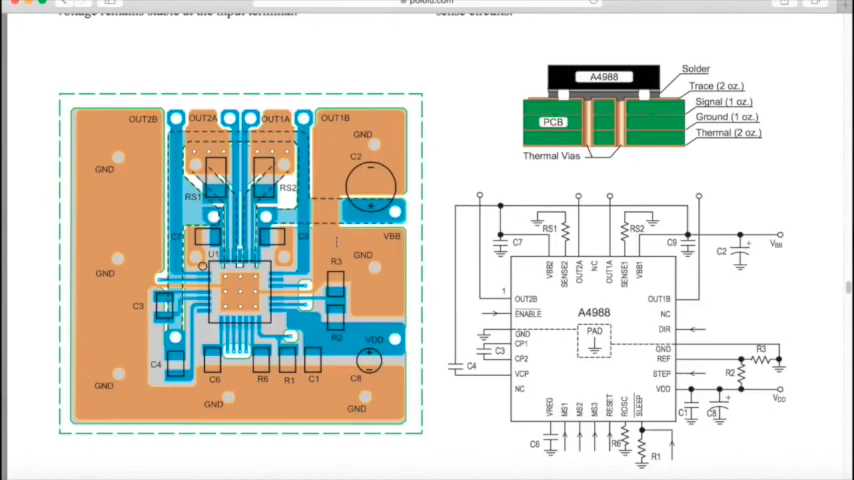 pololu.com
voltage remains stable at the input terminal.
sense circuits.
OUT2B
OUT2A
OUT1A
OUT1B
GND
C2
GND
RS1
RS2
C7
C9
VBB
U1
GND
R3
GND
C3
R2
VDD
C4
GND
C6
R6
R1
C1
C8
GND
GND
A4988
Solder
Trace (2 oz.)
Signal (1 oz.)
PCB
Ground (1 oz.)
Thermal (2 oz.)
Thermal Vias
C7
RS1
RS2
C9
C2
VBB
VBB2
SENSE2
OUT2A
NC
OUT1A
SENSE1
VBB1
1
OUT2B
OUT1B
ENABLE
A4988
NC
GND
PAD
DIR
CP1
GND
C3
CP2
REF
R3
C4
VCP
STEP
R2
NC
VDD
VDD
VREG
MS1
MS2
MS3
RESET
ROSC
SLEEP
C1
C8
C6
R6
R1